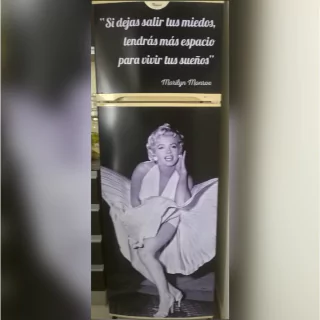 "Si dejas salir tus miedos,
tendrás más espacio
para vivir tus sueños"
Marilyn Monroe